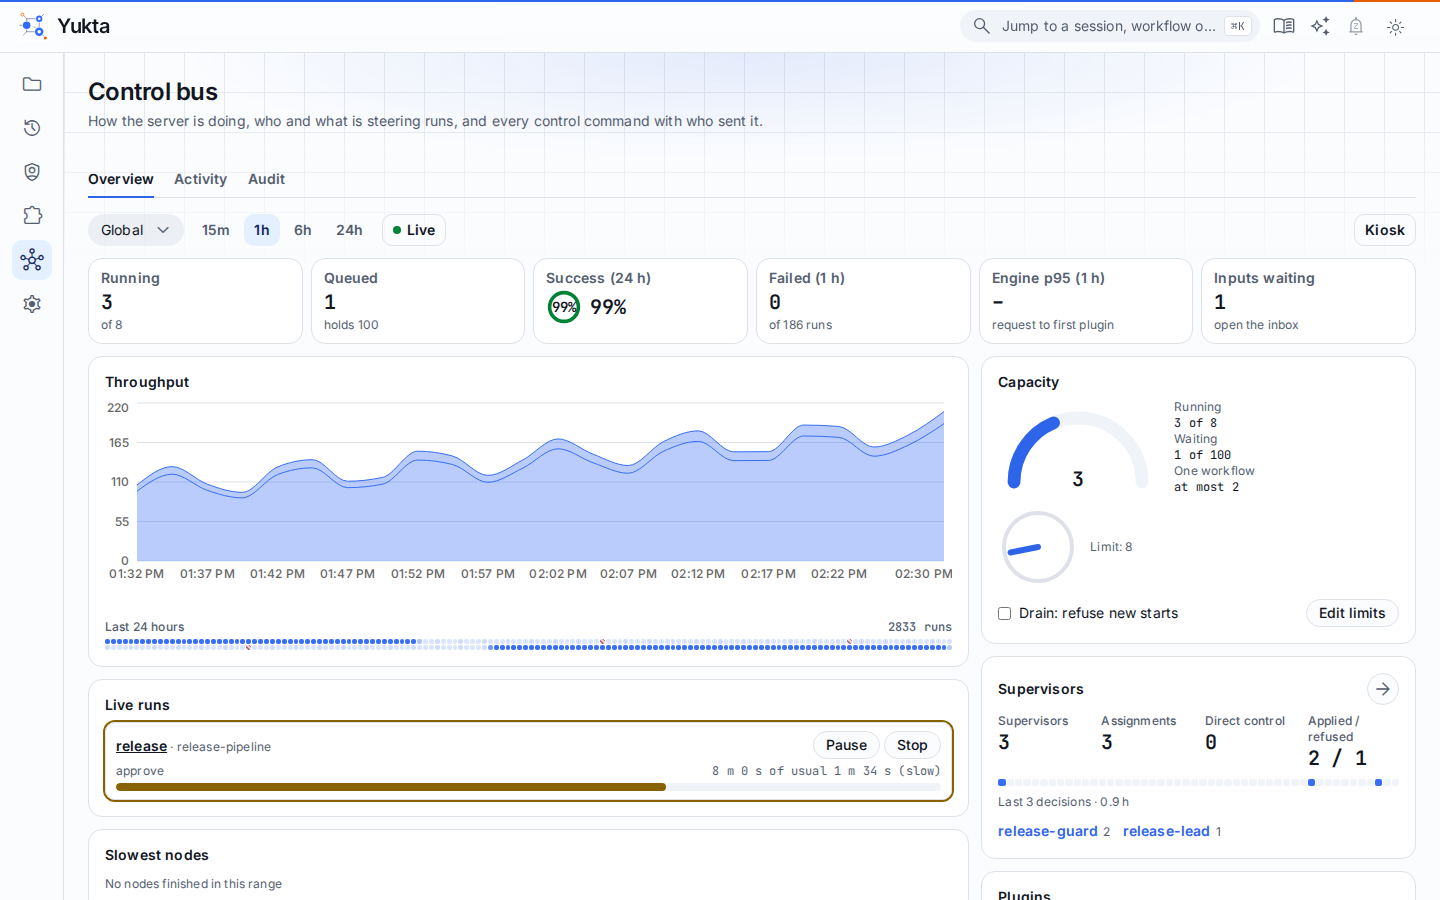 Yukta
Jump to a session, workflow o... ⌘K
Control bus
How the server is doing, who and what is steering runs, and every control command with who sent it.
Overview Activity Audit
Global 15m 1h 6h 24h Live Kiosk
Running
3
of 8
Queued
1
holds 100
Success (24 h)
99% 99%
Failed (1 h)
0
of 186 runs
Engine p95 (1 h)
–
request to first plugin
Inputs waiting
1
open the inbox
Throughput
220
165
110
55
0
01:32 PM 01:37 PM 01:42 PM 01:47 PM 01:52 PM 01:57 PM 02:02 PM 02:07 PM 02:12 PM 02:17 PM 02:22 PM 02:30 PM
Last 24 hours 2833 runs
Live runs
release · release-pipeline Pause Stop
approve 8 m 0 s of usual 1 m 34 s (slow)
Slowest nodes
No nodes finished in this range
Capacity
3
Running
3 of 8
Waiting
1 of 100
One workflow
at most 2
Limit: 8
Drain: refuse new starts Edit limits
Supervisors
Supervisors
3
Assignments
3
Direct control
0
Applied /
refused
2 / 1
Last 3 decisions · 0.9 h
release-guard 2 release-lead 1
Plugins